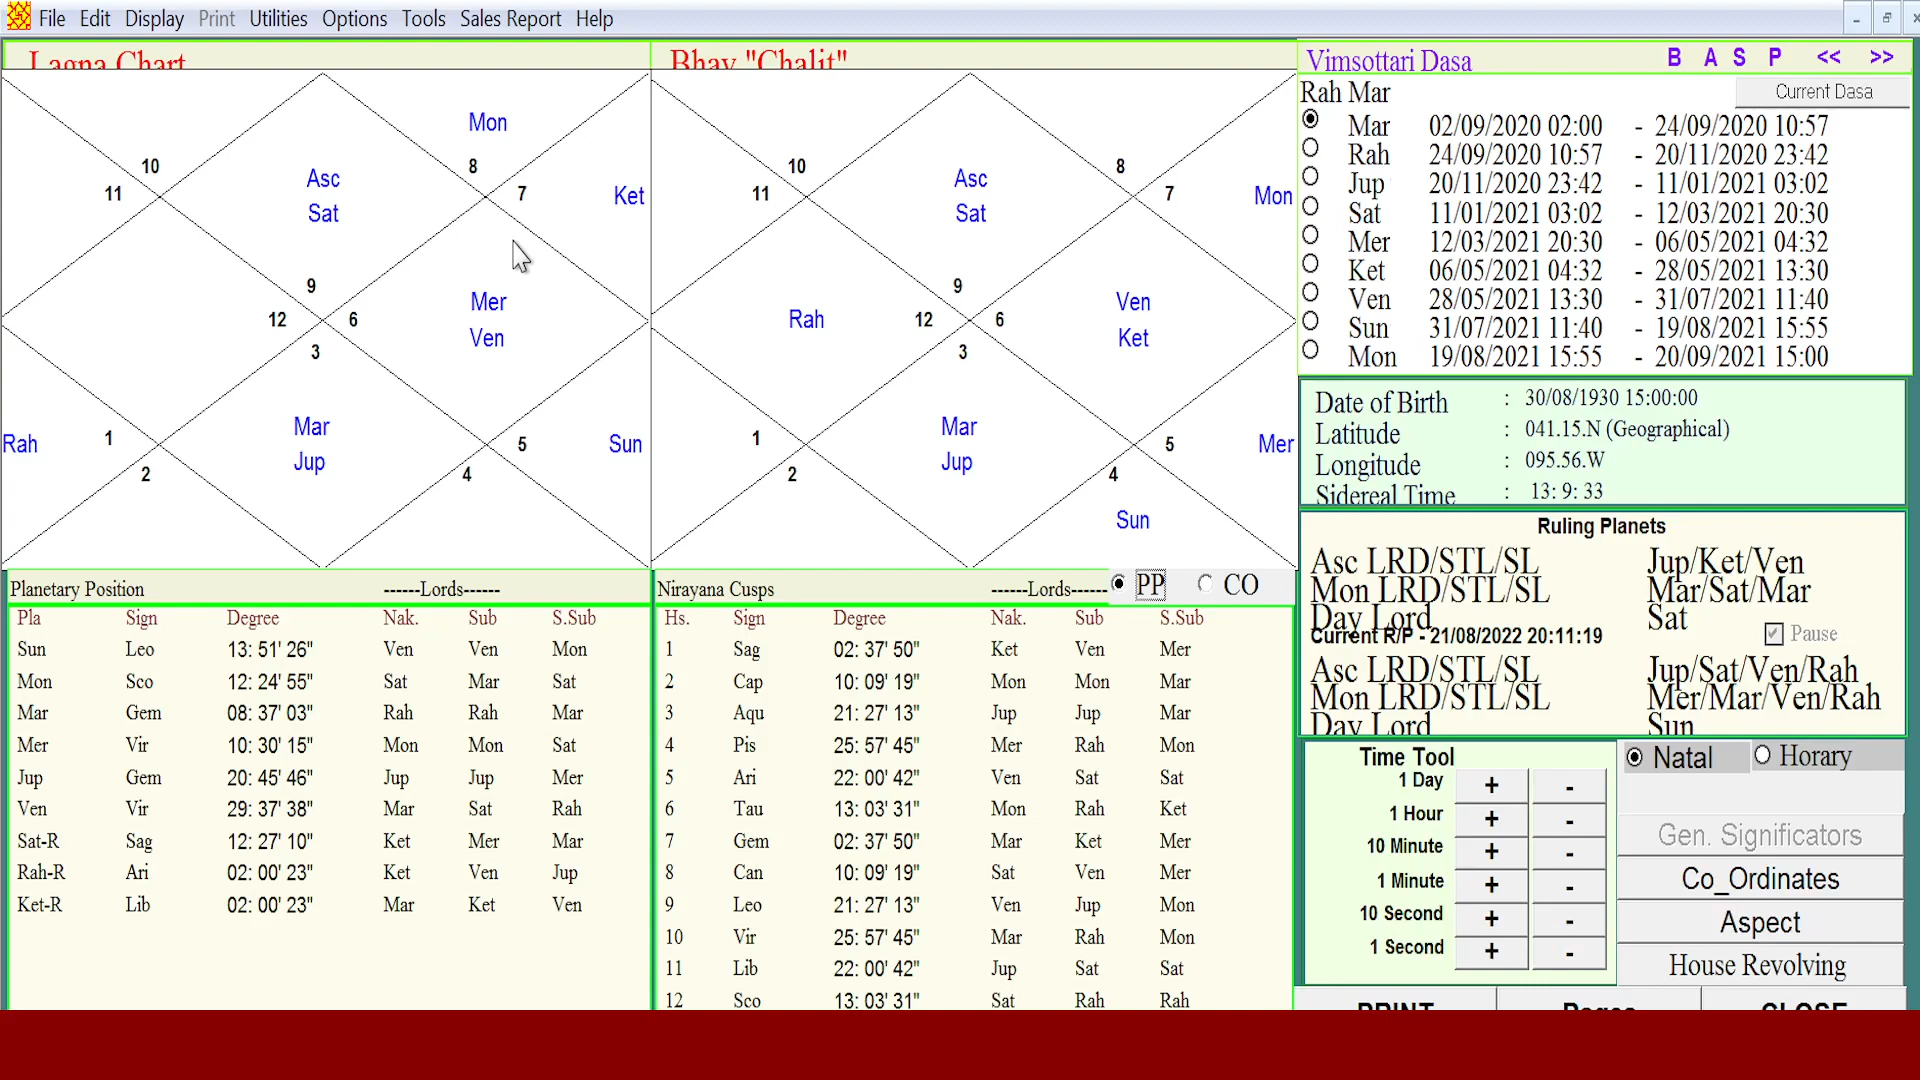 File Edit Display Print Utilities Options Tools Sales Report Help
Lagna Chart
Mon
10 8
Asc
11 7 Ket
Sat
9
Mer
12 6
Ven
3
Mar
Rah 1 5 Sun
Jup
2 4
Bhav "Chalit"
10 8
Asc
11 7 Mon
Sat
9
Ven
Rah 12 6
Ket
3
Mar
1 5 Mer
Jup
2 4
Sun
Vimsottari Dasa B A S P << >>
Rah Mar Current Dasa
Mar 02/09/2020 02:00 - 24/09/2020 10:57
Rah 24/09/2020 10:57 - 20/11/2020 23:42
Jup 20/11/2020 23:42 - 11/01/2021 03:02
Sat 11/01/2021 03:02 - 12/03/2021 20:30
Mer 12/03/2021 20:30 - 06/05/2021 04:32
Ket 06/05/2021 04:32 - 28/05/2021 13:30
Ven 28/05/2021 13:30 - 31/07/2021 11:40
Sun 31/07/2021 11:40 - 19/08/2021 15:55
Mon 19/08/2021 15:55 - 20/09/2021 15:00
Date of Birth : 30/08/1930 15:00:00
Latitude : 041.15.N (Geographical)
Longitude : 095.56.W
Sidereal Time : 13: 9: 33
Ruling Planets
Asc LRD/STL/SL Jup/Ket/Ven
Mon LRD/STL/SL Mar/Sat/Mar
Day Lord Sat
Current R/P - 21/08/2022 20:11:19 Pause
Asc LRD/STL/SL Jup/Sat/Ven/Rah
Mon LRD/STL/SL Mer/Mar/Ven/Rah
Day Lord Sun
Planetary Position ------Lords------
Pla Sign Degree Nak. Sub S.Sub
Sun Leo 13: 51' 26" Ven Ven Mon
Mon Sco 12: 24' 55" Sat Mar Sat
Mar Gem 08: 37' 03" Rah Rah Mar
Mer Vir 10: 30' 15" Mon Mon Sat
Jup Gem 20: 45' 46" Jup Jup Mer
Ven Vir 29: 37' 38" Mar Sat Rah
Sat-R Sag 12: 27' 10" Ket Mer Mar
Rah-R Ari 02: 00' 23" Ket Ven Jup
Ket-R Lib 02: 00' 23" Mar Ket Ven
Nirayana Cusps ------Lords------ PP CO
Hs. Sign Degree Nak. Sub S.Sub
1 Sag 02: 37' 50" Ket Ven Mer
2 Cap 10: 09' 19" Mon Mon Mar
3 Aqu 21: 27' 13" Jup Jup Mar
4 Pis 25: 57' 45" Mer Rah Mon
5 Ari 22: 00' 42" Ven Sat Sat
6 Tau 13: 03' 31" Mon Rah Ket
7 Gem 02: 37' 50" Mar Ket Mer
8 Can 10: 09' 19" Sat Ven Mer
9 Leo 21: 27' 13" Ven Jup Mon
10 Vir 25: 57' 45" Mar Rah Mon
11 Lib 22: 00' 42" Jup Sat Sat
12 Sco 13: 03' 31" Sat Rah Rah
Time Tool
1 Day + -
1 Hour + -
10 Minute + -
1 Minute + -
10 Second + -
1 Second + -
Natal Horary
Gen. Significators
Co_Ordinates
Aspect
House Revolving
PRINT Pages CLOSE